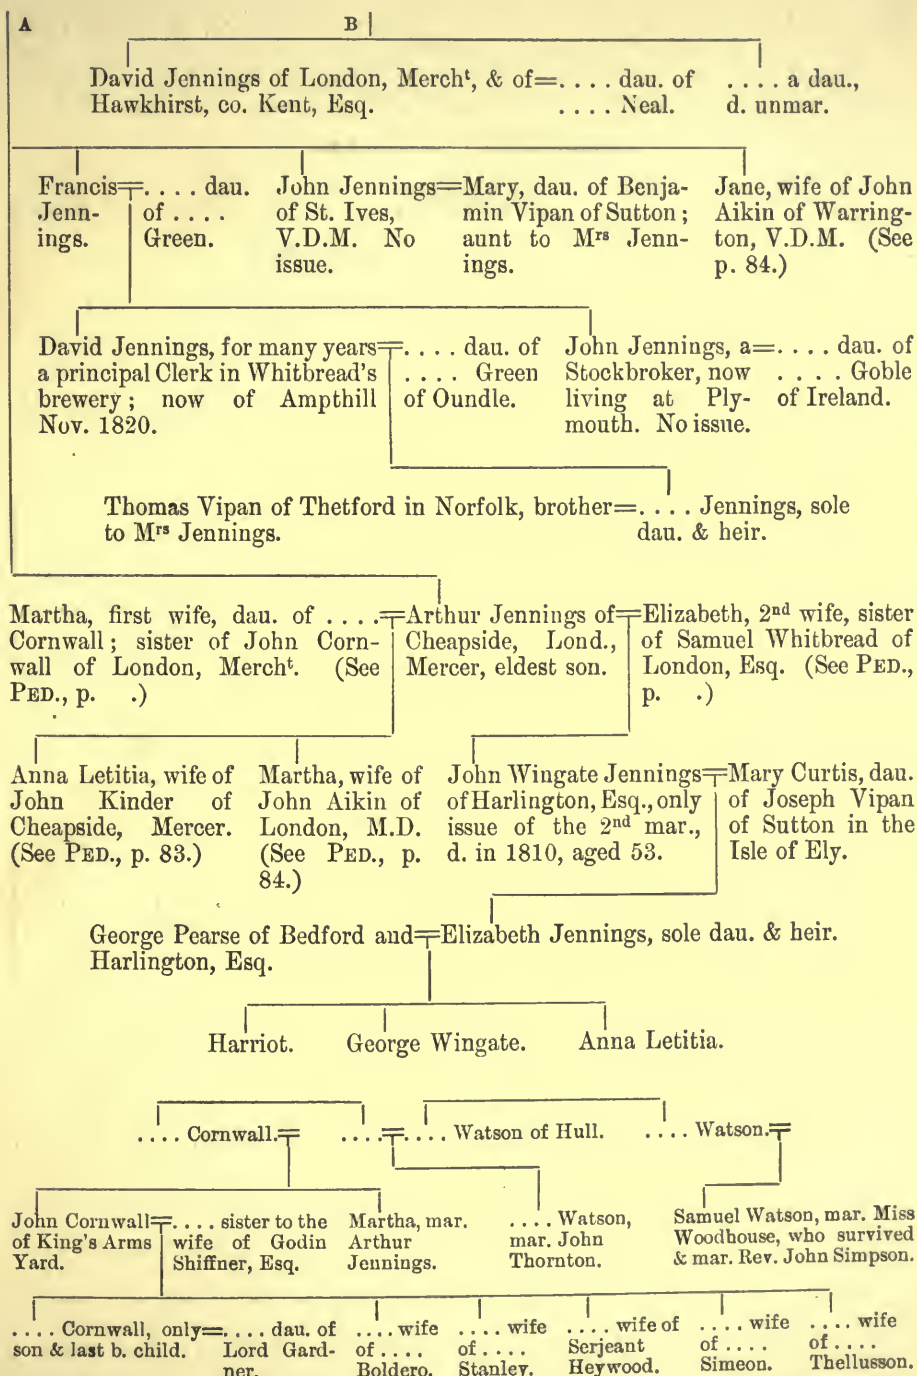 A
B
David Jennings of London, Mercht, & of=. . . . dau. of
Hawkhirst, co. Kent, Esq.
. . . . Neal.
. . . . a dau.,
d. unmar.
Francis=. . . . dau.
Jenn-
ings.
of . . . .
Green.
John Jennings=Mary, dau. of Benja-
of St. Ives,
V.D.M. No
issue.
min Vipan of Sutton ;
aunt to Mrs Jenn-
ings.
Jane, wife of John
Aikin of Warring-
ton, V.D.M. (See
p. 84.)
David Jennings, for many years=. . . . dau. of
a principal Clerk in Whitbread's
brewery ; now of Ampthill
Nov. 1820.
. . . . Green
of Oundle.
John Jennings, a=. . . . dau. of
Stockbroker, now
living at Ply-
mouth. No issue.
. . . . Goble
of Ireland.
Thomas Vipan of Thetford in Norfolk, brother=. . . . Jennings, sole
to Mrs Jennings.
dau. & heir.
Martha, first wife, dau. of . . . .=Arthur Jennings of=Elizabeth, 2nd wife, sister
Cornwall ; sister of John Corn-
wall of London, Mercht. (See
PED., p. .)
Cheapside, Lond.,
Mercer, eldest son.
of Samuel Whitbread of
London, Esq. (See PED.,
p. .)
Anna Letitia, wife of
John Kinder of
Cheapside, Mercer.
(See PED., p. 83.)
Martha, wife of
John Aikin of
London, M.D.
(See PED., p.
84.)
John Wingate Jennings=Mary Curtis, dau.
of Harlington, Esq., only
issue of the 2nd mar.,
d. in 1810, aged 53.
of Joseph Vipan
of Sutton in the
Isle of Ely.
George Pearse of Bedford and=Elizabeth Jennings, sole dau. & heir.
Harlington, Esq.
Harriot.
George Wingate.
Anna Letitia.
. . . . Cornwall.=
. . . .=. . . . Watson of Hull.
. . . . Watson.=
John Cornwall=. . . . sister to the
of King's Arms
Yard.
wife of Godin
Shiffner, Esq.
Martha, mar.
Arthur
Jennings.
. . . . Watson,
mar. John
Thornton.
Samuel Watson, mar. Miss
Woodhouse, who survived
& mar. Rev. John Simpson.
. . . . Cornwall, only=. . . . dau. of
son & last b. child.
Lord Gard-
ner.
. . . . wife
of . . . .
Boldero.
. . . . wife
of . . . .
Stanley.
. . . . wife of
Serjeant
Heywood.
. . . . wife
of . . . .
Simeon.
. . . . wife
of . . . .
Thellusson.